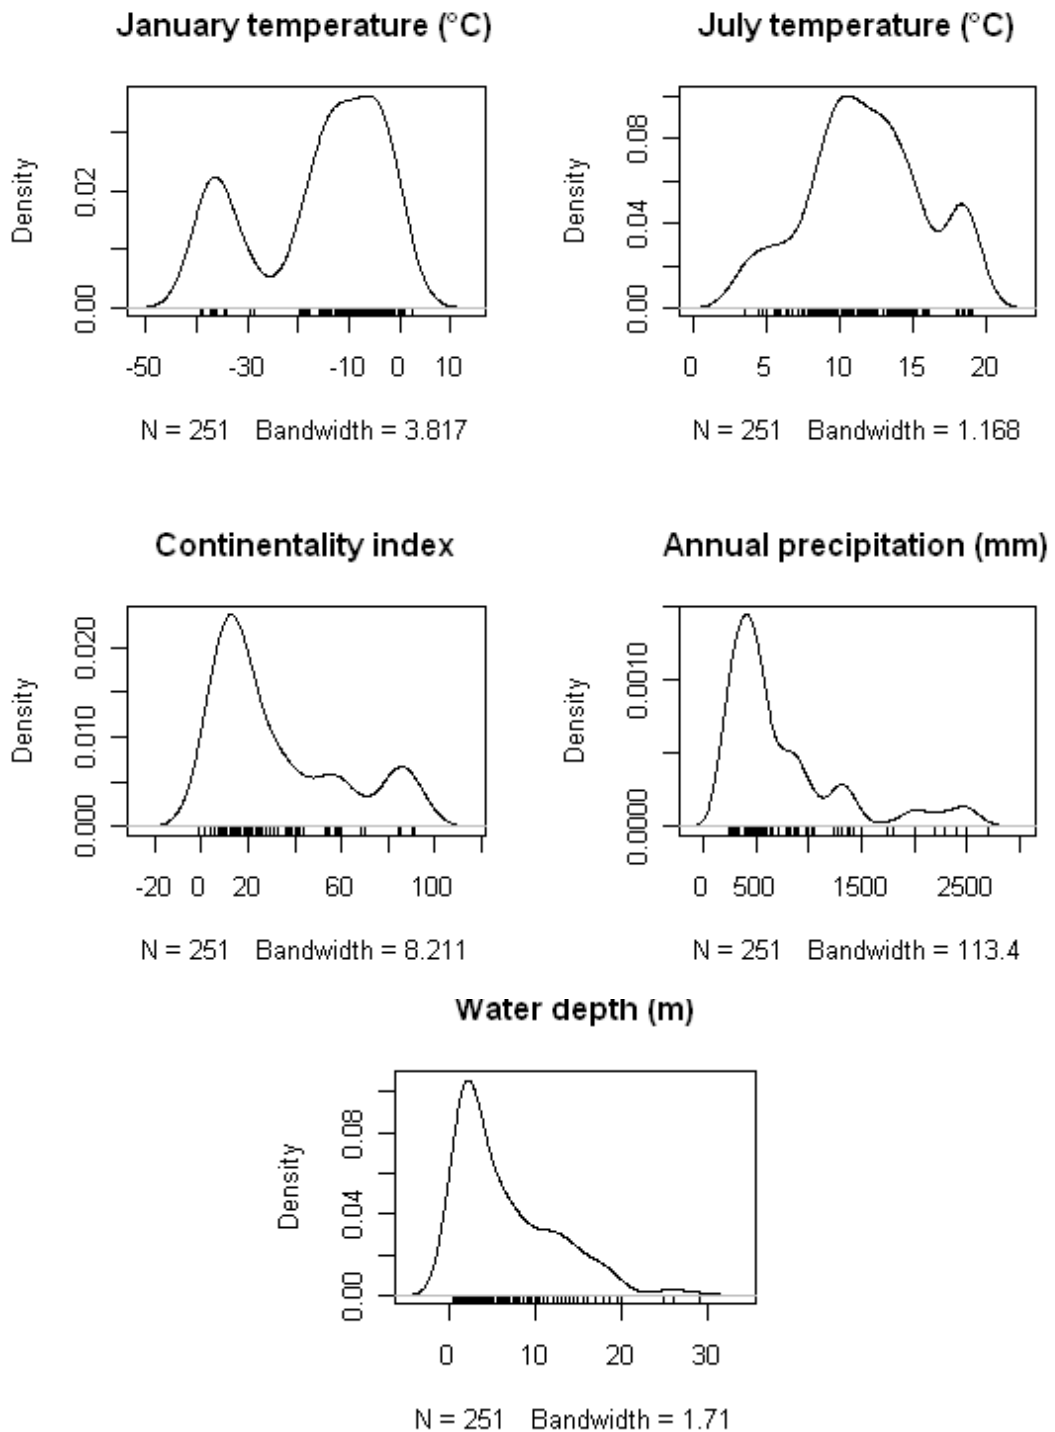 January temperature (°C)
Density
0.00 0.02
-50 -30 -10 0 10
N = 251 Bandwidth = 3.817
July temperature (°C)
Density
0.00 0.04 0.08
0 5 10 15 20
N = 251 Bandwidth = 1.168
Continentality index
Density
0.000 0.010 0.020
-20 0 20 60 100
N = 251 Bandwidth = 8.211
Annual precipitation (mm)
Density
0.0000 0.0010
0 500 1500 2500
N = 251 Bandwidth = 113.4
Water depth (m)
Density
0.00 0.04 0.08
0 10 20 30
N = 251 Bandwidth = 1.71